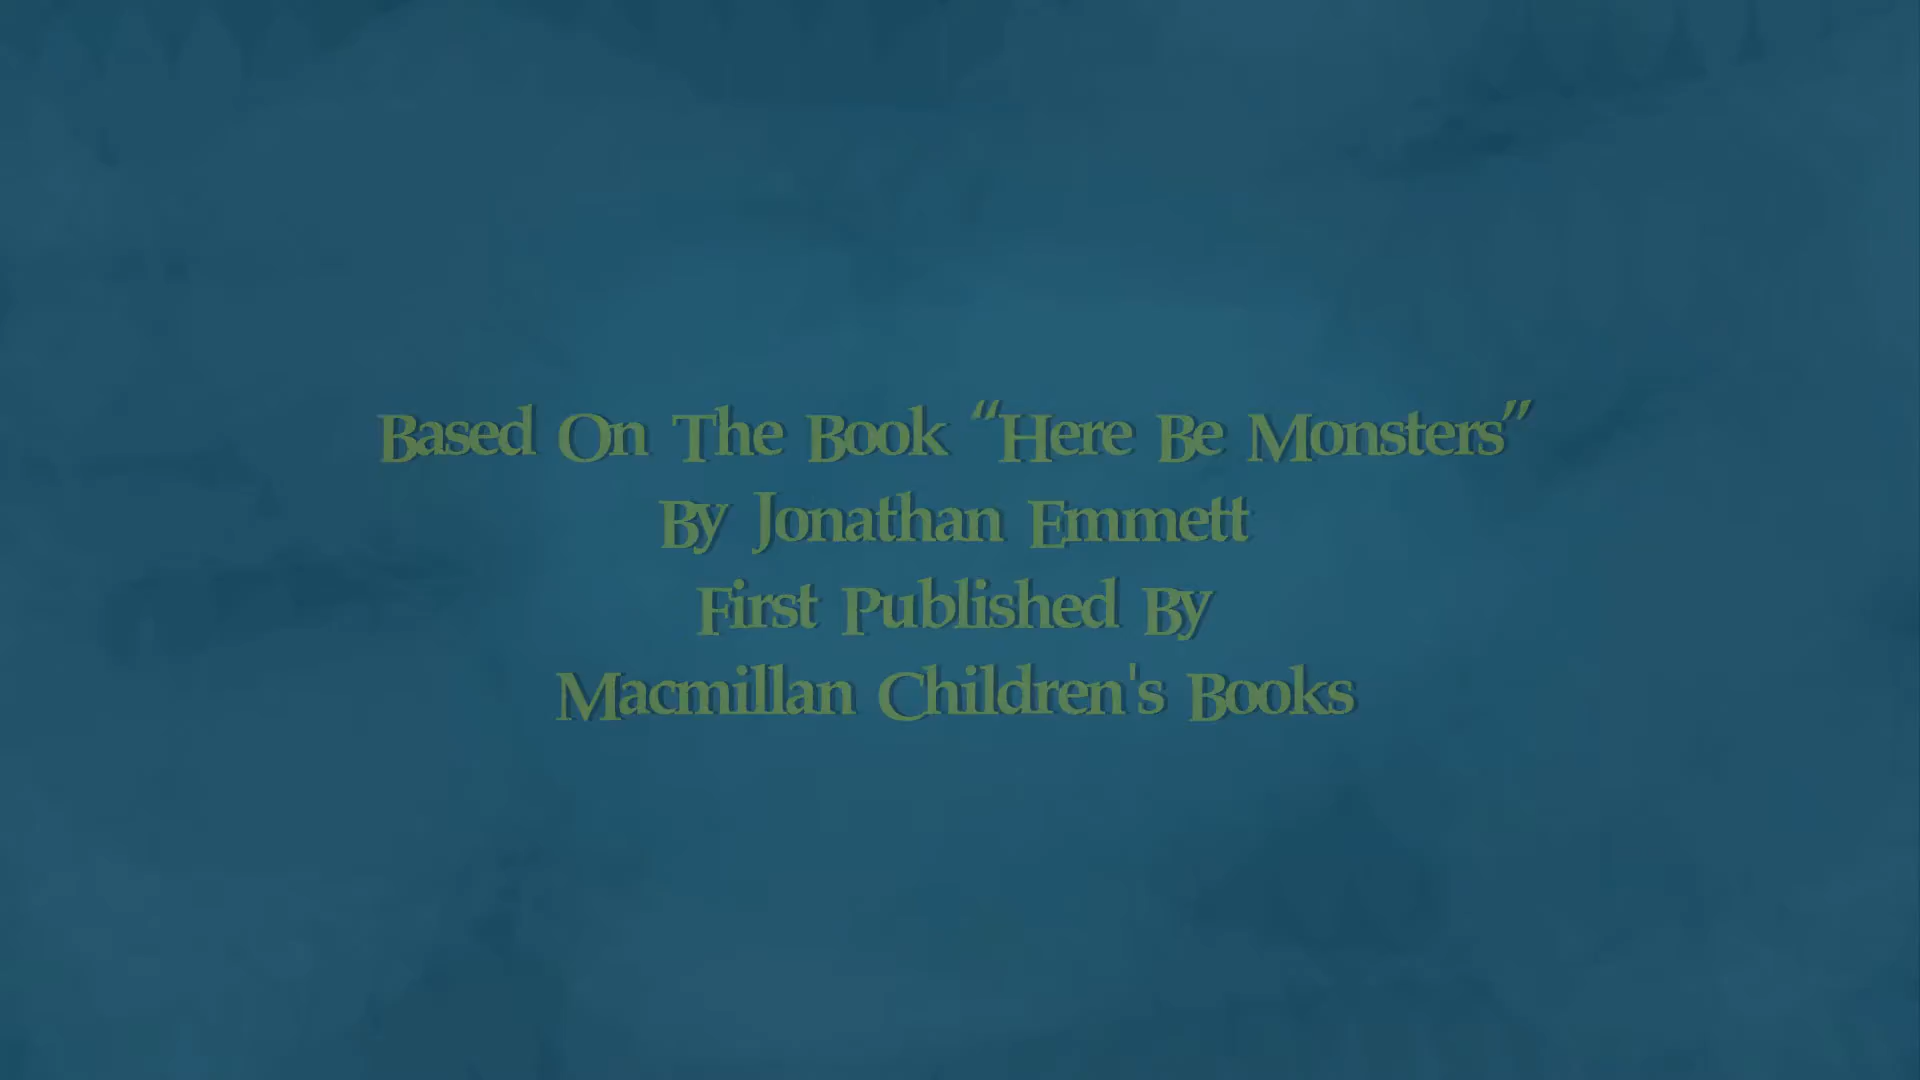 Based On The Book “Here Be Monsters”
By Jonathan Emmett
First Published By
Macmillan Children's Books